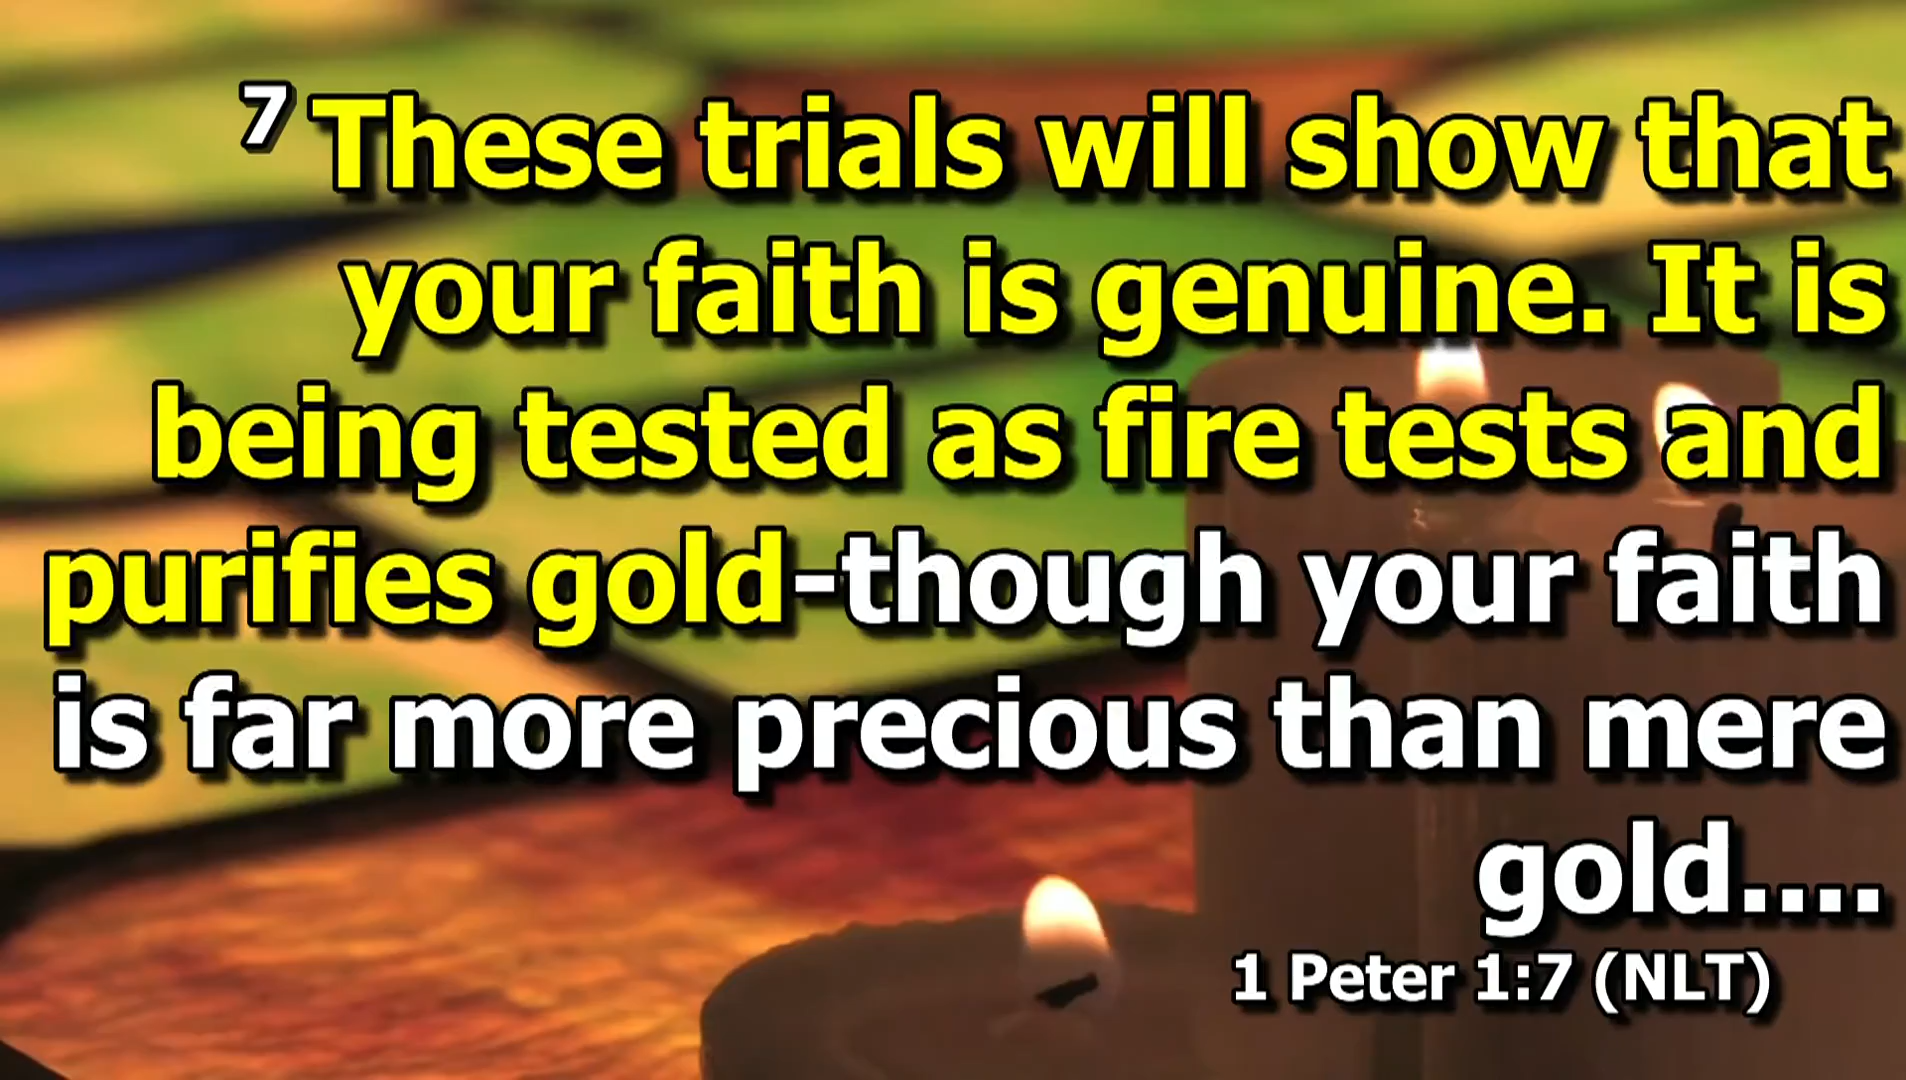 7 These trials will show that
your faith is genuine. It is
being tested as fire tests and
purifies gold-though your faith
is far more precious than mere
gold....
1 Peter 1:7 (NLT)